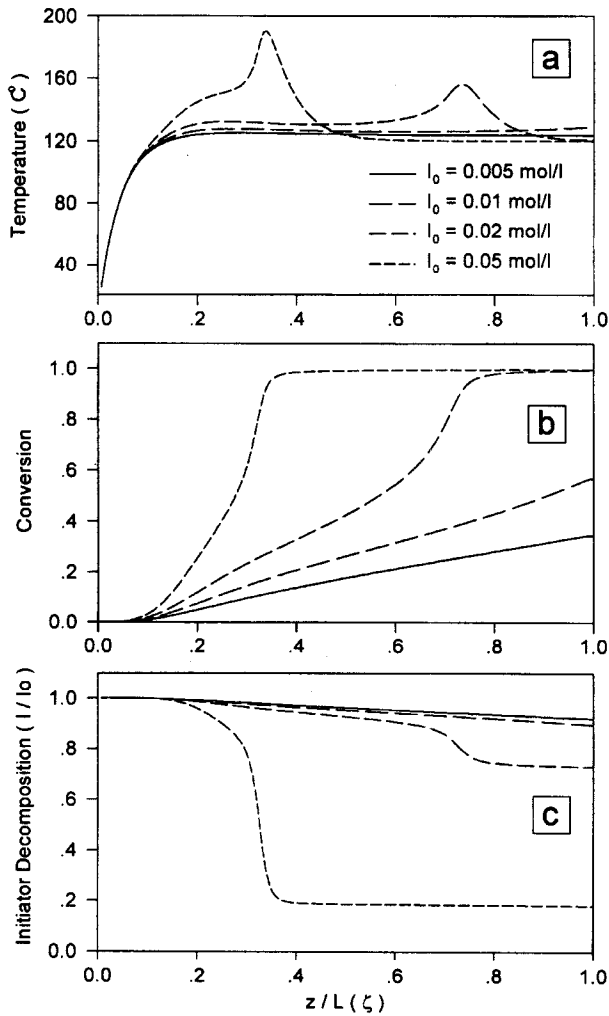 200
160
120
80
40
Temperature ( C° )
a
I₀ = 0.005 mol/l
I₀ = 0.01 mol/l
I₀ = 0.02 mol/l
I₀ = 0.05 mol/l
0.0 .2 .4 .6 .8 1.0
1.0
.8
.6
.4
.2
0.0
Conversion
b
0.0 .2 .4 .6 .8 1.0
1.0
.8
.6
.4
.2
0.0
Initiator Decomposition ( I / Io )
c
0.0 .2 .4 .6 .8 1.0
z / L ( ζ )